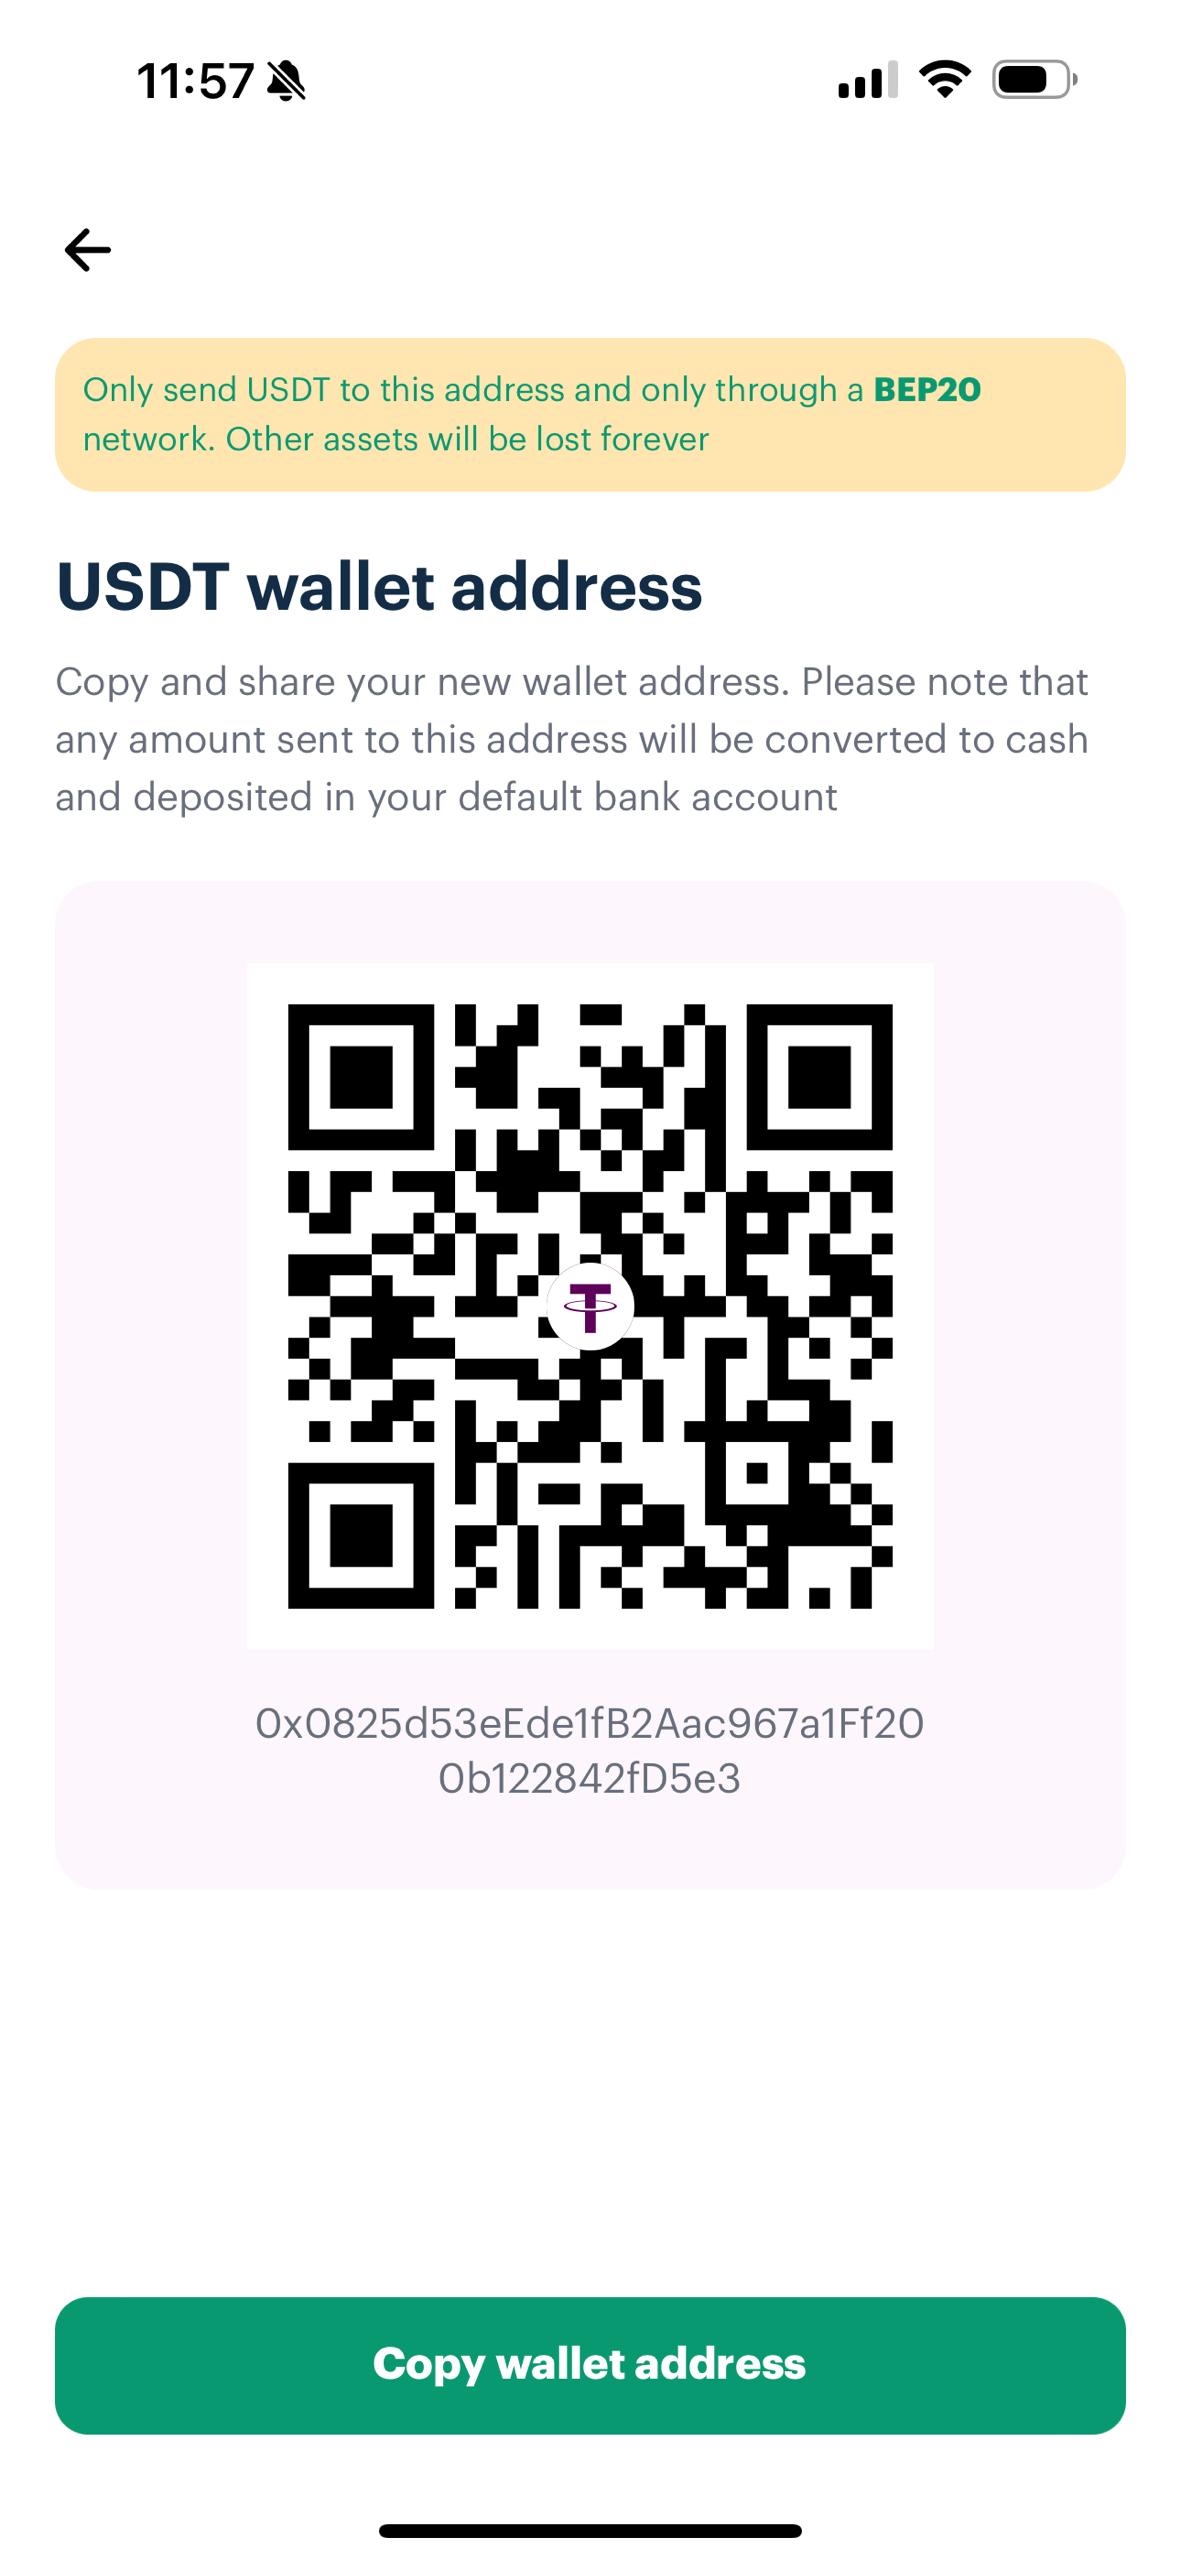 11:57
Only send USDT to this address and only through a BEP20
network. Other assets will be lost forever
USDT wallet address
Copy and share your new wallet address. Please note that
any amount sent to this address will be converted to cash
and deposited in your default bank account
0x0825d53eEde1fB2Aac967a1Ff20
0b122842fD5e3
Copy wallet address